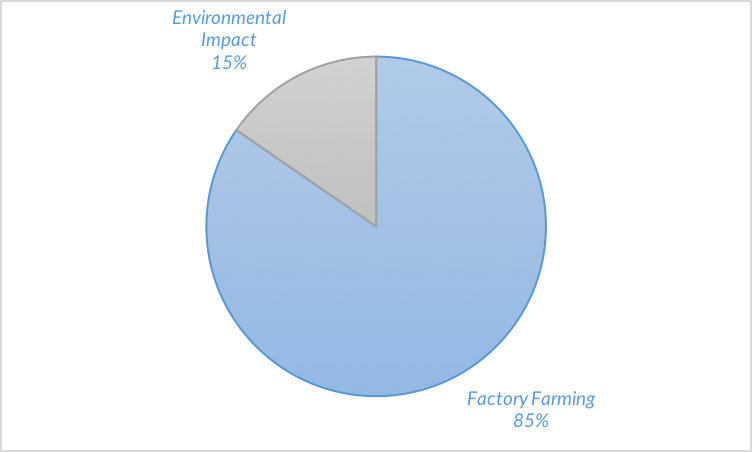 Environmental
Impact
15%
Factory Farming
85%